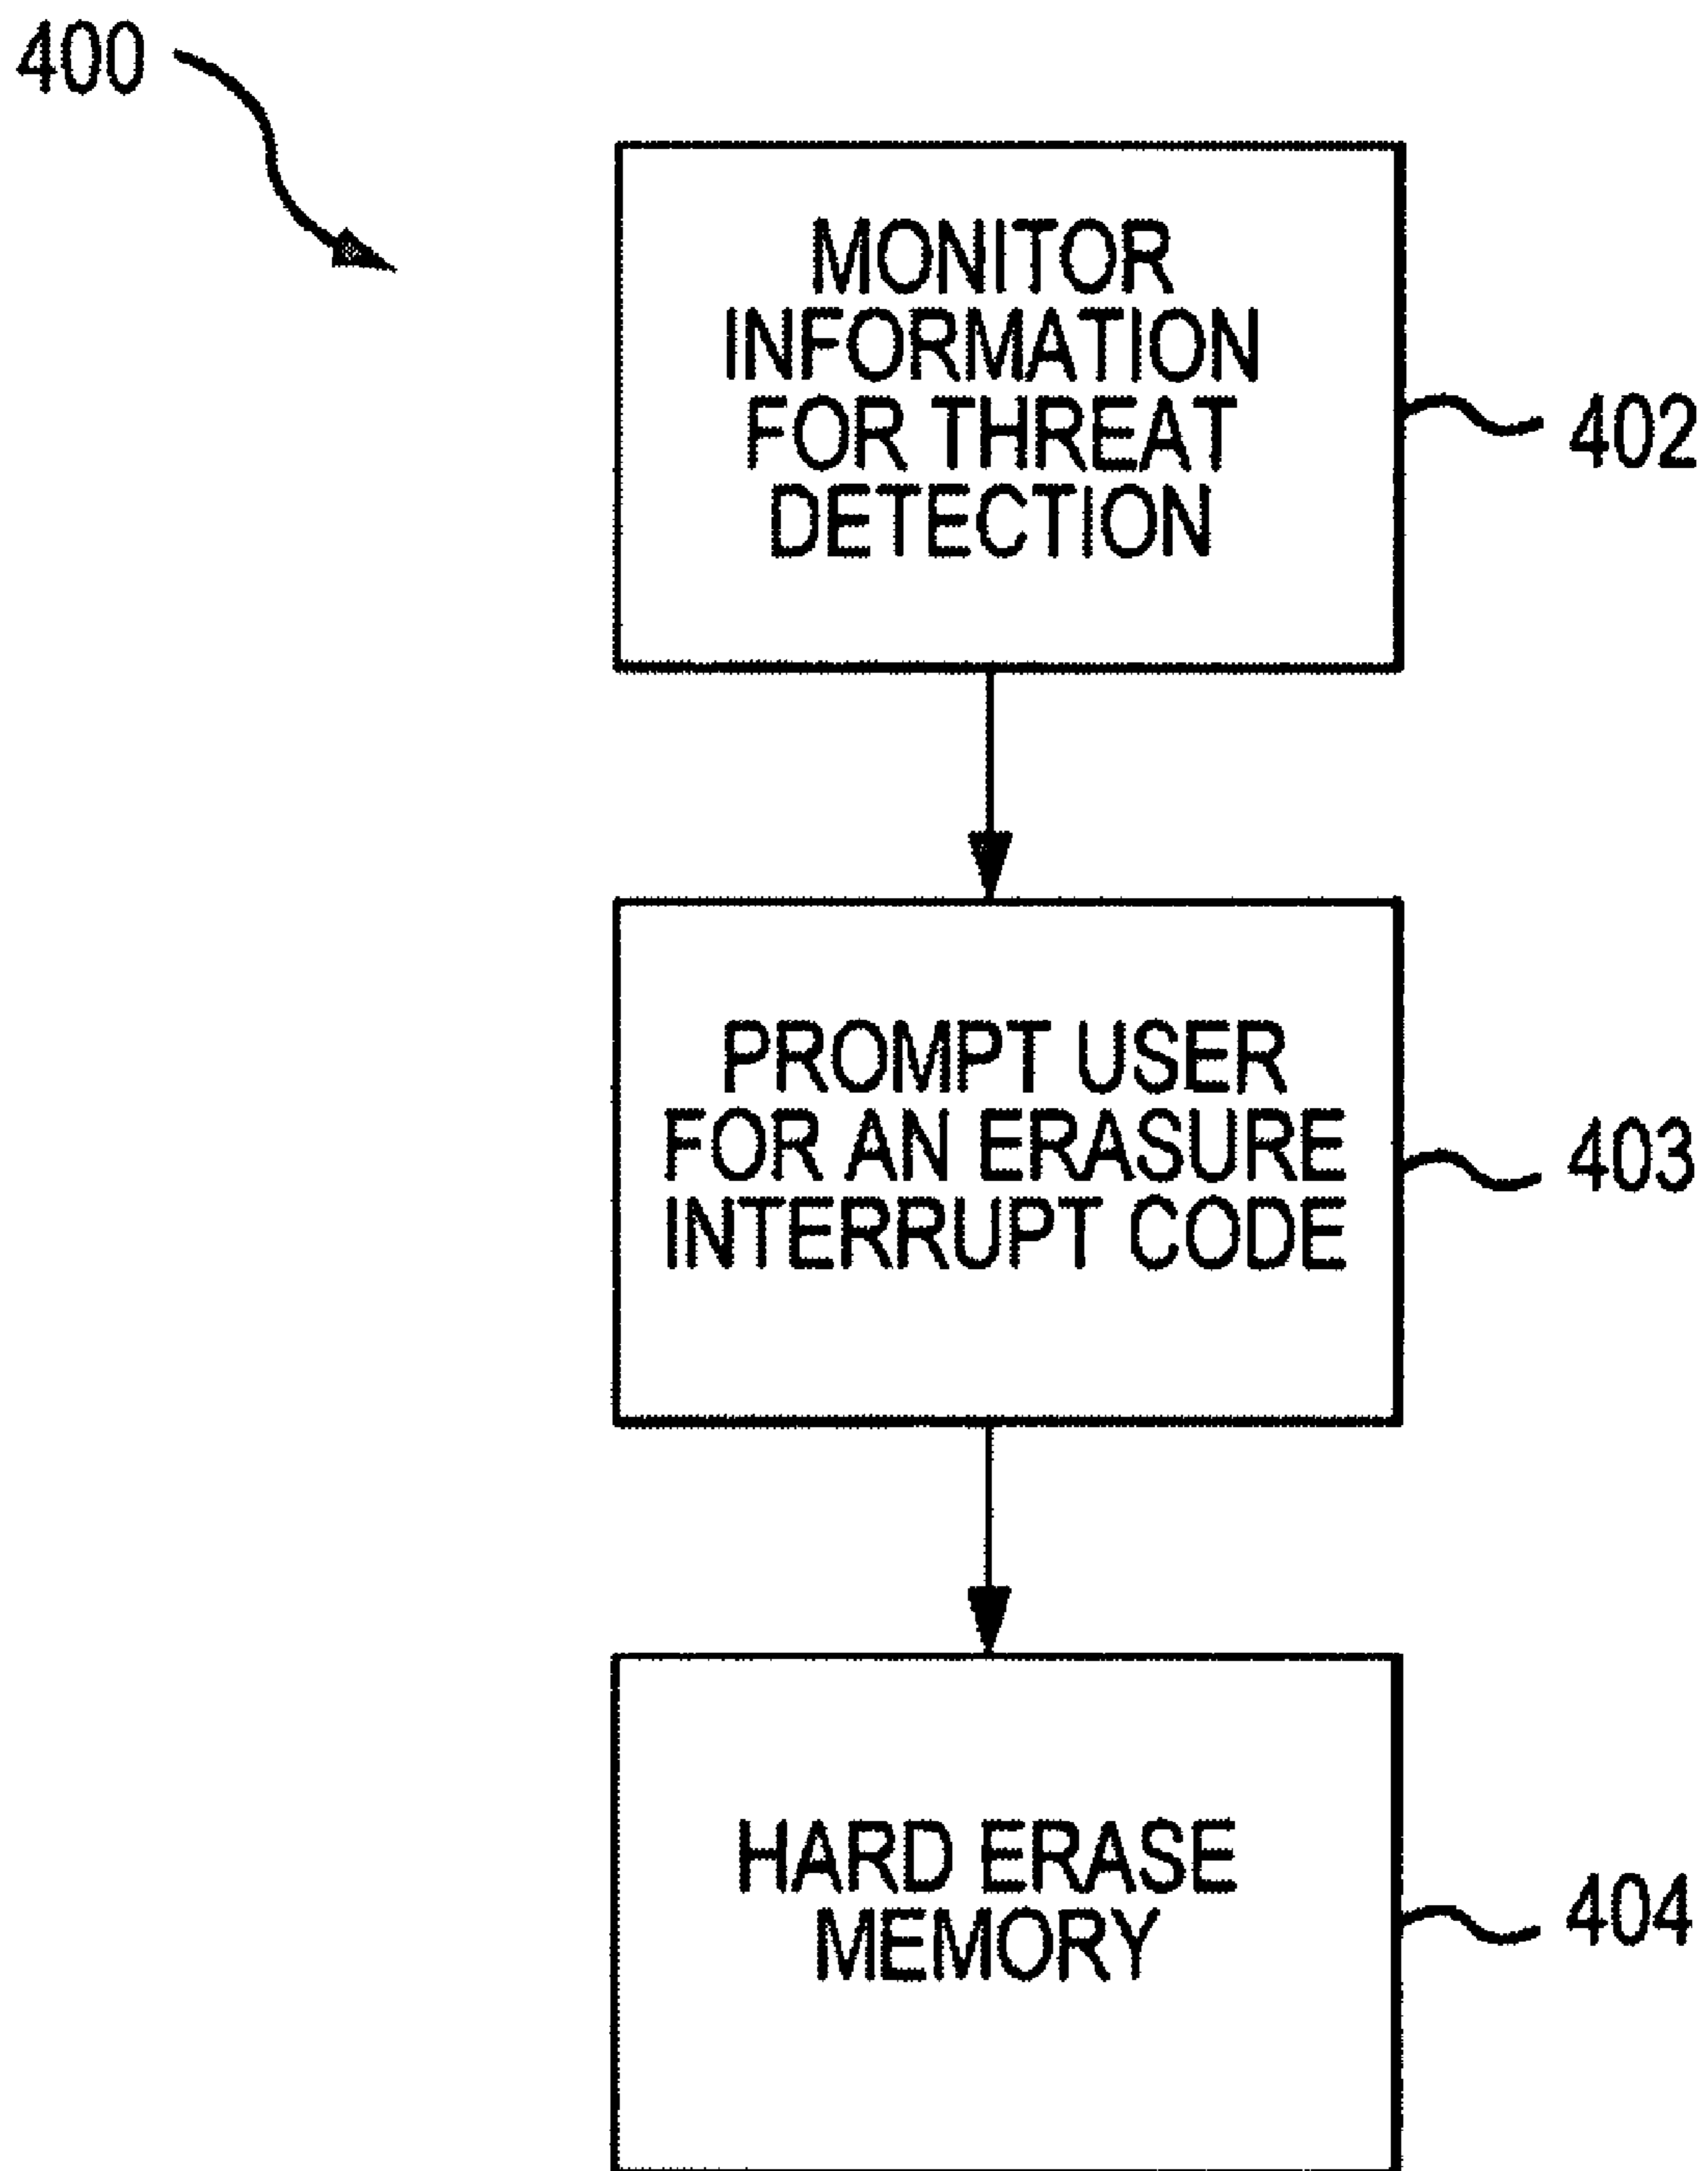 400
MONITOR
INFORMATION
FOR THREAT
DETECTION
402
PROMPT USER
FOR AN ERASURE
INTERRUPT CODE
403
HARD ERASE
MEMORY
404